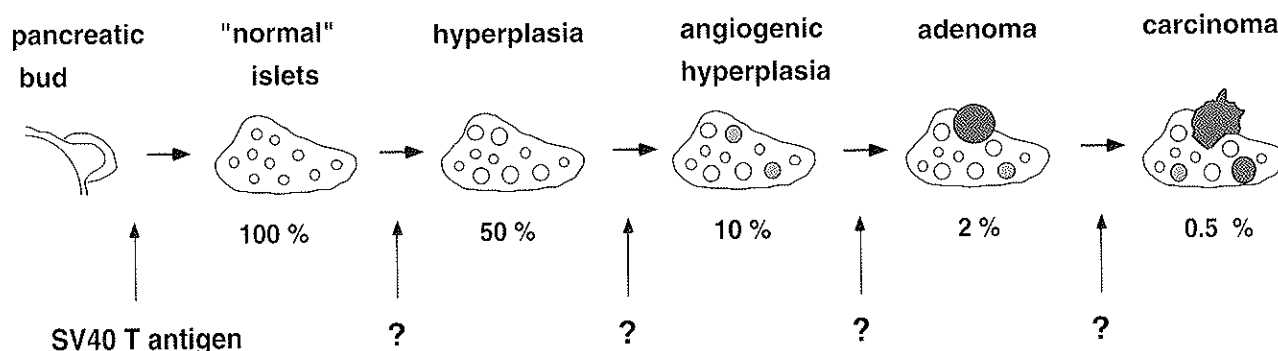 pancreatic bud
"normal" islets
hyperplasia
angiogenic hyperplasia
adenoma
carcinoma
100 %
50 %
10 %
2 %
0.5 %
SV40 T antigen
?
?
?
?